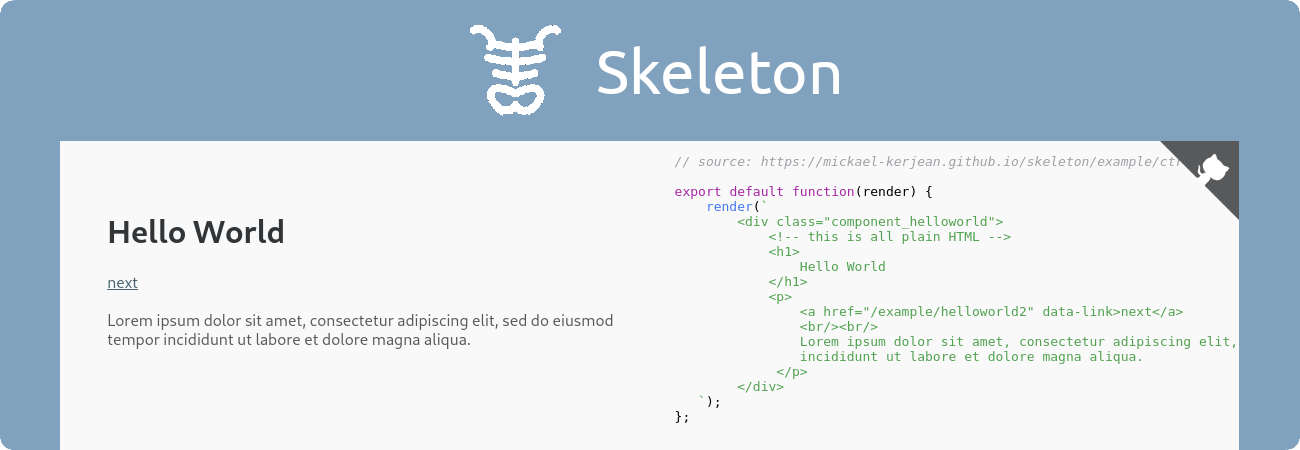 Skeleton
Hello World
next
Lorem ipsum dolor sit amet, consectetur adipiscing elit, sed do eiusmod
tempor incididunt ut labore et dolore magna aliqua.
// source: https://mickael-kerjean.github.io/skeleton/example/ct
export default function(render) {
    render(`
        <div class="component_helloworld">
            <!-- this is all plain HTML -->
            <h1>
                Hello World
            </h1>
            <p>
                <a href="/example/helloworld2" data-link>next</a>
                <br/><br/>
                Lorem ipsum dolor sit amet, consectetur adipiscing elit,
                incididunt ut labore et dolore magna aliqua.
             </p>
        </div>
   `);
};